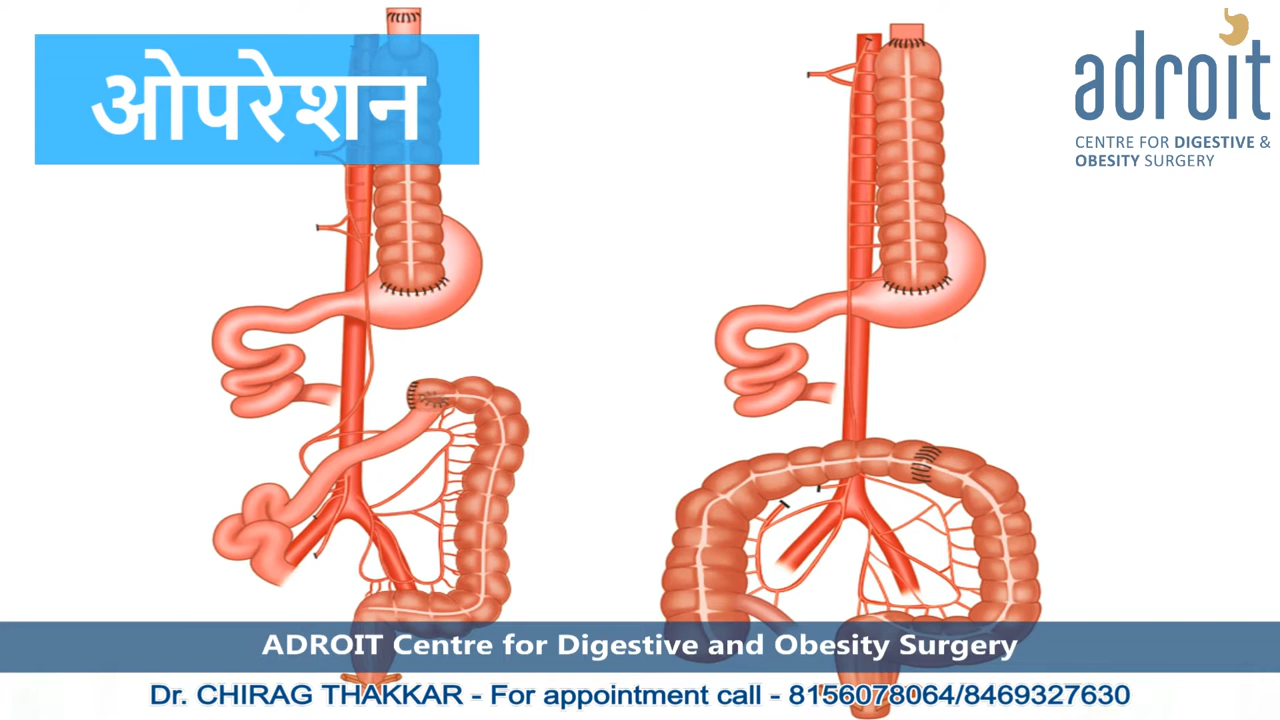 ओपरेशन
adroit
CENTRE FOR DIGESTIVE &
OBESITY SURGERY
ADROIT Centre for Digestive and Obesity Surgery
Dr. CHIRAG THAKKAR - For appointment call - 8156078064/8469327630